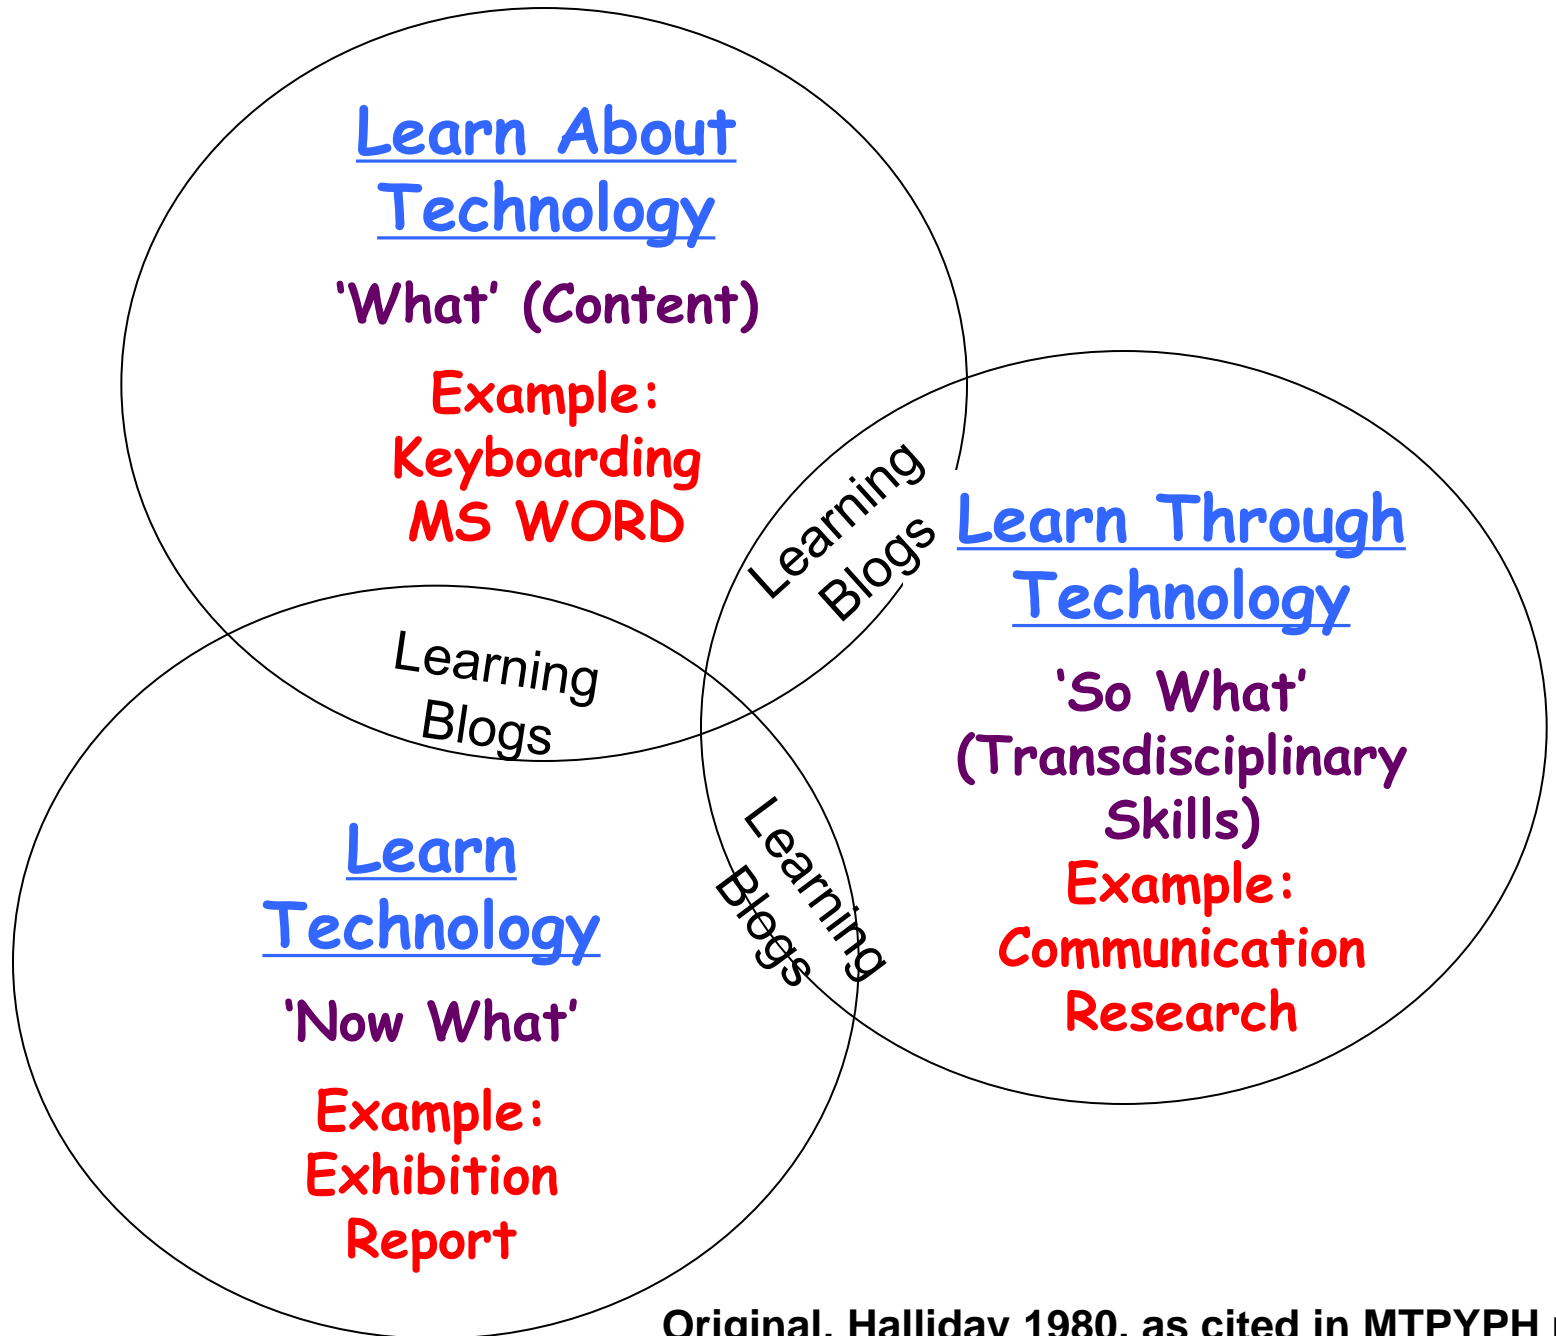 Learn About
Technology
‘What’ (Content)
Example:
Keyboarding
MS WORD
Learning
Blogs
Learn Through
Technology
‘So What’
(Transdisciplinary
Skills)
Example:
Communication
Research
Learning
Blogs
Learning
Blogs
Learn
Technology
‘Now What’
Example:
Exhibition
Report
Original, Halliday 1980, as cited in MTPYPH